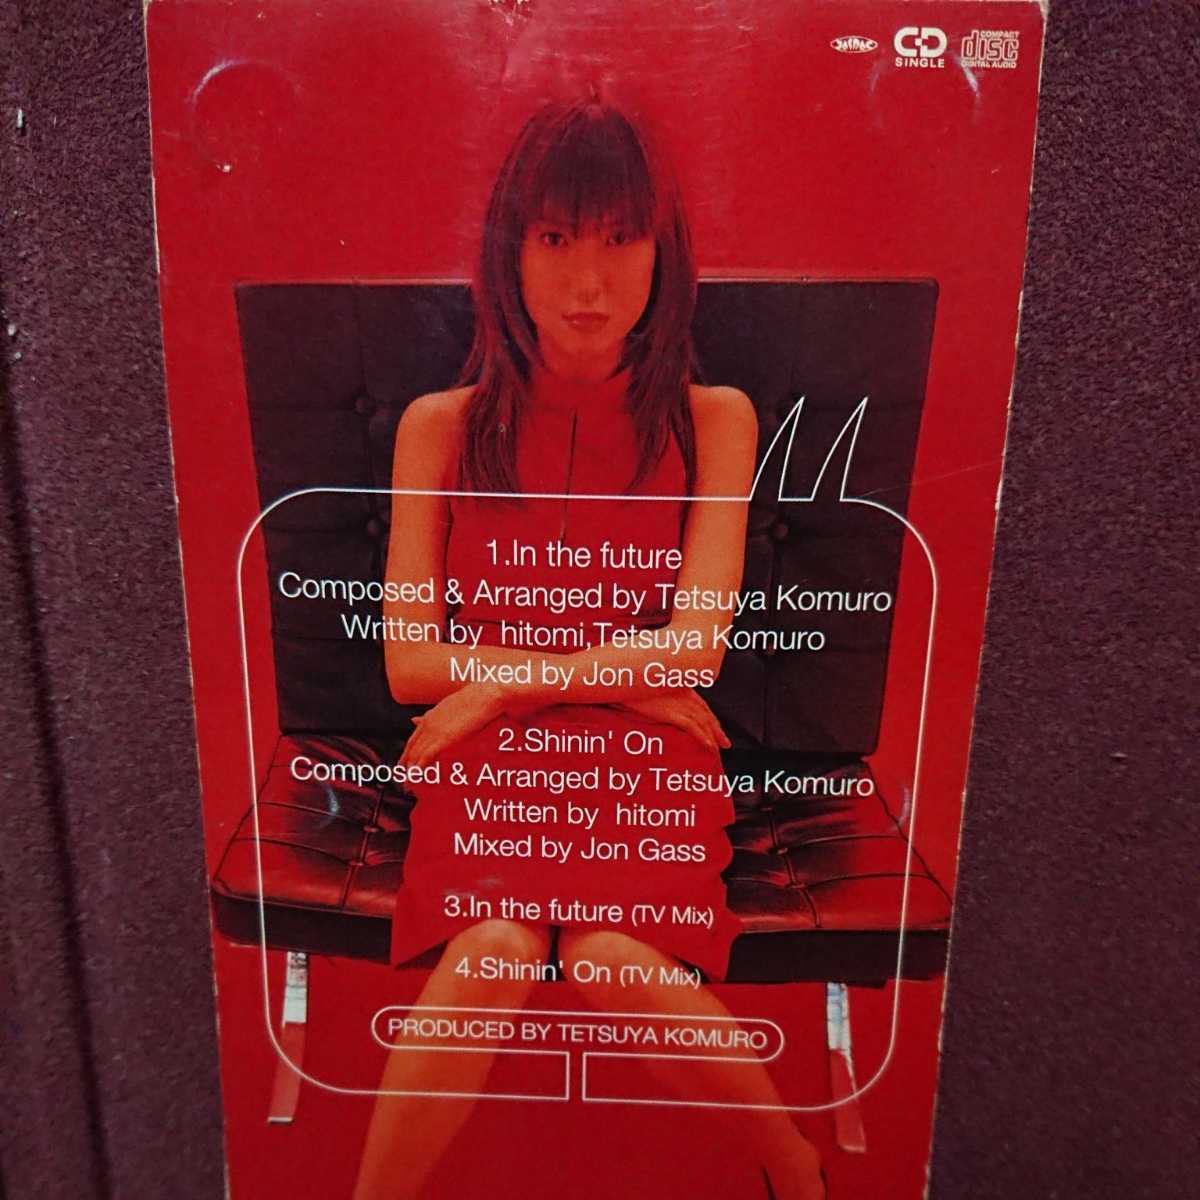 JASRAC
CD
SINGLE
COMPACT
disc
DIGITAL AUDIO
1.In the future
Composed & Arranged by Tetsuya Komuro
Written by hitomi,Tetsuya Komuro
Mixed by Jon Gass
2.Shinin' On
Composed & Arranged by Tetsuya Komuro
Written by hitomi
Mixed by Jon Gass
3.In the future (TV Mix)
4.Shinin' On (TV Mix)
PRODUCED BY TETSUYA KOMURO